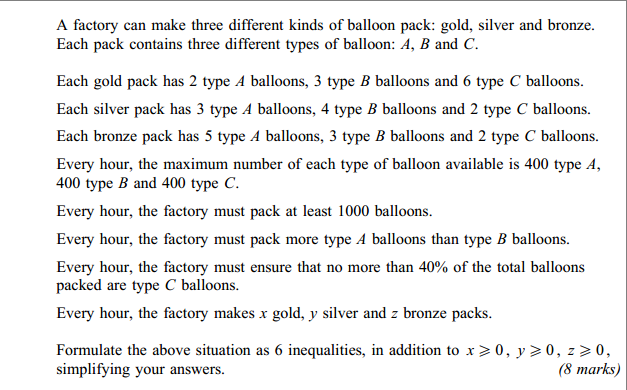 A factory can make three different kinds of balloon pack: gold, silver and bronze.
Each pack contains three different types of balloon: A, B and C.
Each gold pack has 2 type A balloons, 3 type B balloons and 6 type C balloons.
Each silver pack has 3 type A balloons, 4 type B balloons and 2 type C balloons.
Each bronze pack has 5 type A balloons, 3 type B balloons and 2 type C balloons.
Every hour, the maximum number of each type of balloon available is 400 type A,
400 type B and 400 type C.
Every hour, the factory must pack at least 1000 balloons.
Every hour, the factory must pack more type A balloons than type B balloons.
Every hour, the factory must ensure that no more than 40% of the total balloons
packed are type C balloons.
Every hour, the factory makes x gold, y silver and z bronze packs.
Formulate the above situation as 6 inequalities, in addition to x ⩾ 0, y ⩾ 0, z ⩾ 0,
simplifying your answers. (8 marks)